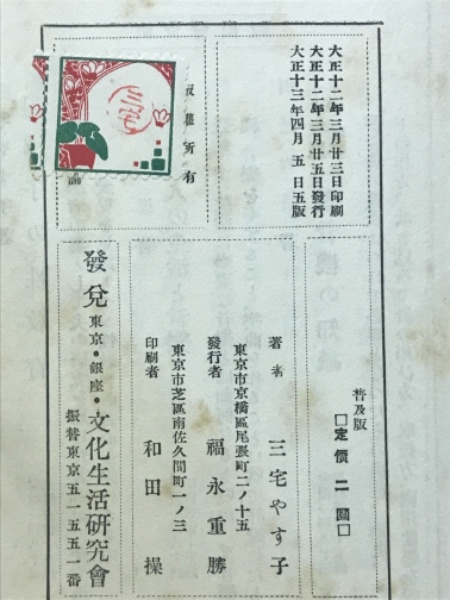 大正十二年三月廿三日印刷
大正十二年三月廿五日發行
大正十三年四月五日五版
版權所有
普及版
□定價二圓□
著者 三宅やす子
東京市京橋區尾張町二ノ十五
發行者 福永重勝
東京市芝區南佐久間町一ノ三
印刷者 和田操
發兌 東京・銀座・文化生活硏究會
振替東京五一五五一番